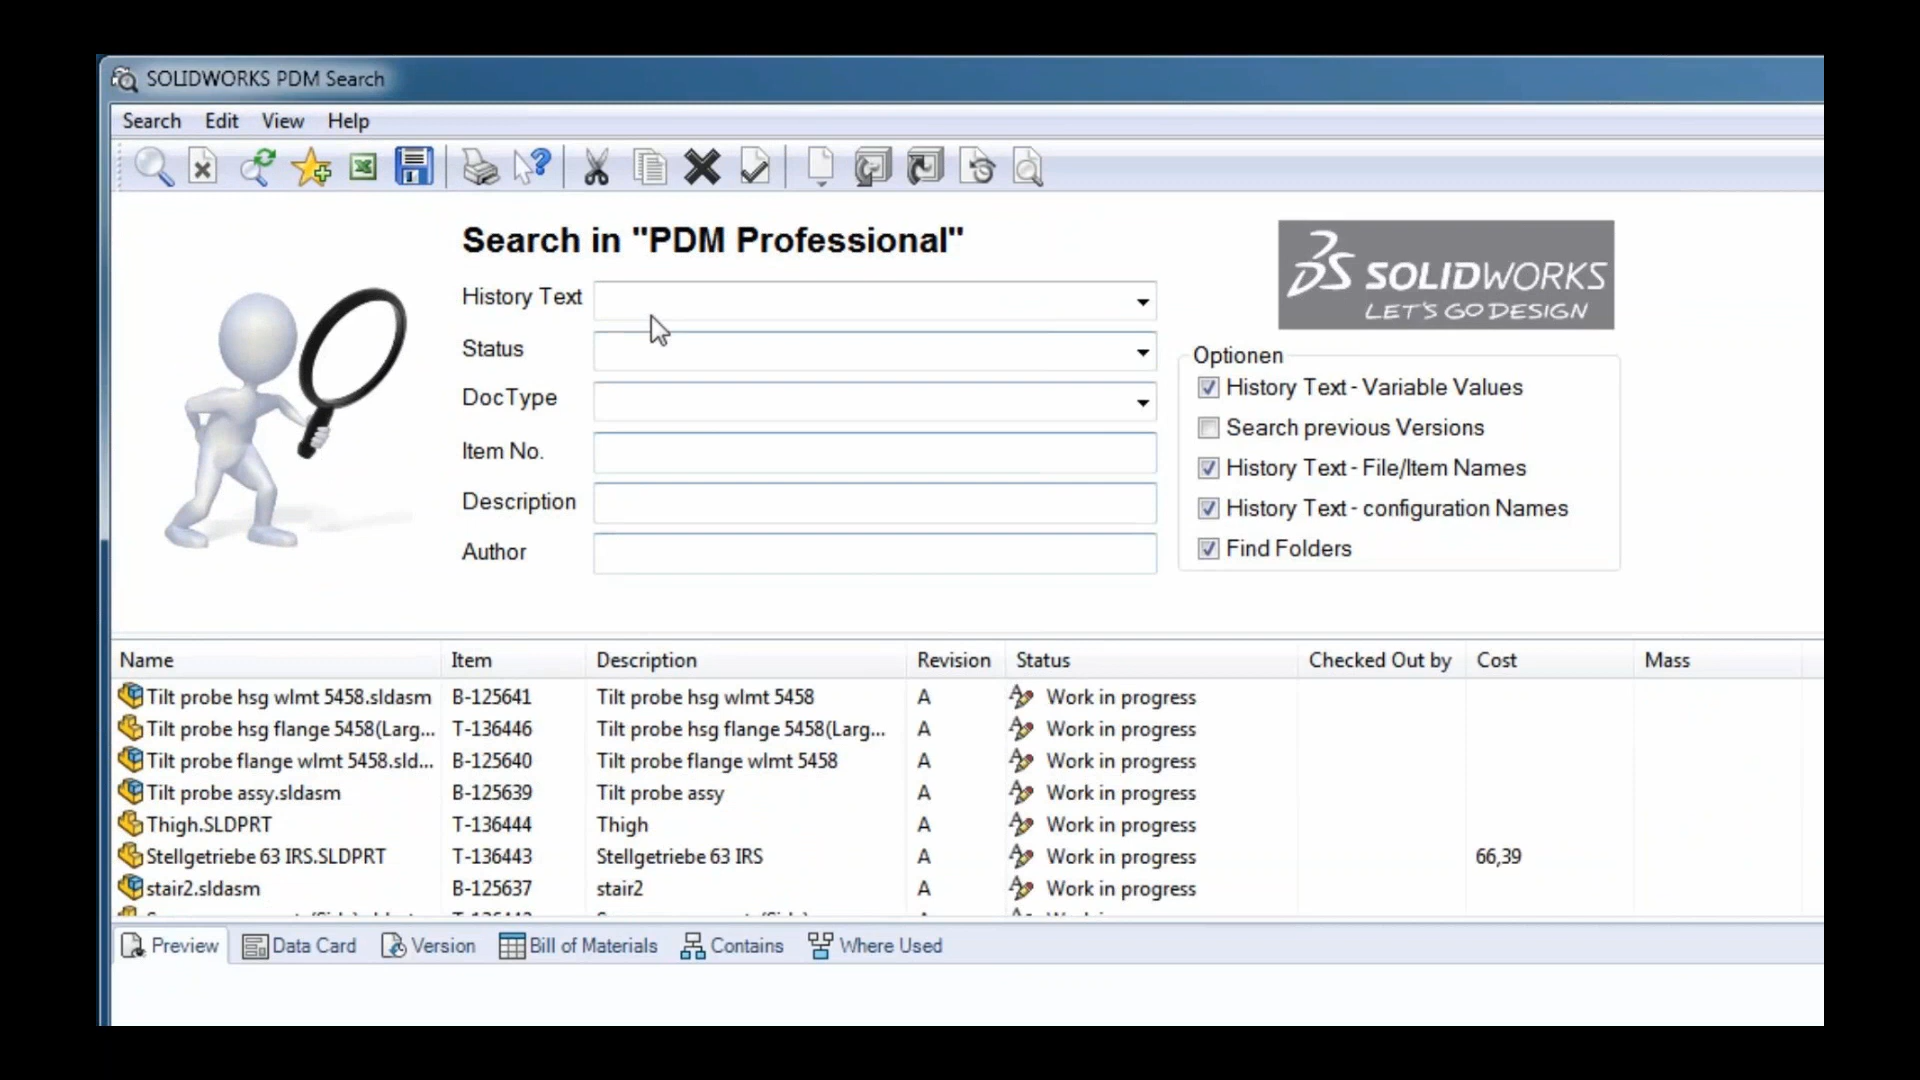 SOLIDWORKS PDM Search
Search Edit View Help
Search in "PDM Professional"
History Text
Status
DocType
Item No.
Description
Author
SOLIDWORKS
LET'S GO DESIGN
Optionen
History Text - Variable Values
Search previous Versions
History Text - File/Item Names
History Text - configuration Names
Find Folders
Name Item Description Revision Status Checked Out by Cost Mass
Tilt probe hsg wlmt 5458.sldasm B-125641 Tilt probe hsg wlmt 5458 A Work in progress
Tilt probe hsg flange 5458(Larg... T-136446 Tilt probe hsg flange 5458(Larg... A Work in progress
Tilt probe flange wlmt 5458.sld... B-125640 Tilt probe flange wlmt 5458 A Work in progress
Tilt probe assy.sldasm B-125639 Tilt probe assy A Work in progress
Thigh.SLDPRT T-136444 Thigh A Work in progress
Stellgetriebe 63 IRS.SLDPRT T-136443 Stellgetriebe 63 IRS A Work in progress 66,39
stair2.sldasm B-125637 stair2 A Work in progress
Preview Data Card Version Bill of Materials Contains Where Used